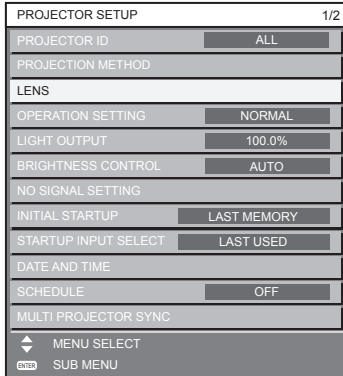 PROJECTOR SETUP 1/2
PROJECTOR ID ALL
PROJECTION METHOD
LENS
OPERATION SETTING NORMAL
LIGHT OUTPUT 100.0%
BRIGHTNESS CONTROL AUTO
NO SIGNAL SETTING
INITIAL STARTUP LAST MEMORY
STARTUP INPUT SELECT LAST USED
DATE AND TIME
SCHEDULE OFF
MULTI PROJECTOR SYNC
MENU SELECT
ENTER SUB MENU